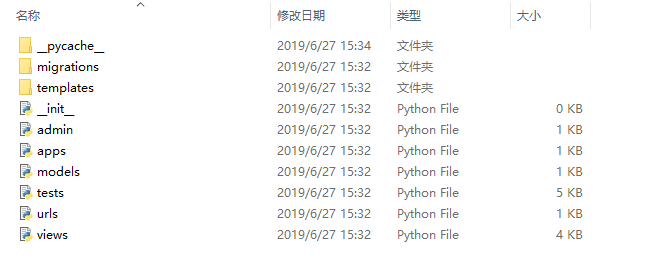 名称 修改日期 类型 大小
__pycache__ 2019/6/27 15:34 文件夹
migrations 2019/6/27 15:32 文件夹
templates 2019/6/27 15:32 文件夹
__init__ 2019/6/27 15:32 Python File 0 KB
admin 2019/6/27 15:32 Python File 1 KB
apps 2019/6/27 15:32 Python File 1 KB
models 2019/6/27 15:32 Python File 1 KB
tests 2019/6/27 15:32 Python File 5 KB
urls 2019/6/27 15:32 Python File 1 KB
views 2019/6/27 15:32 Python File 4 KB